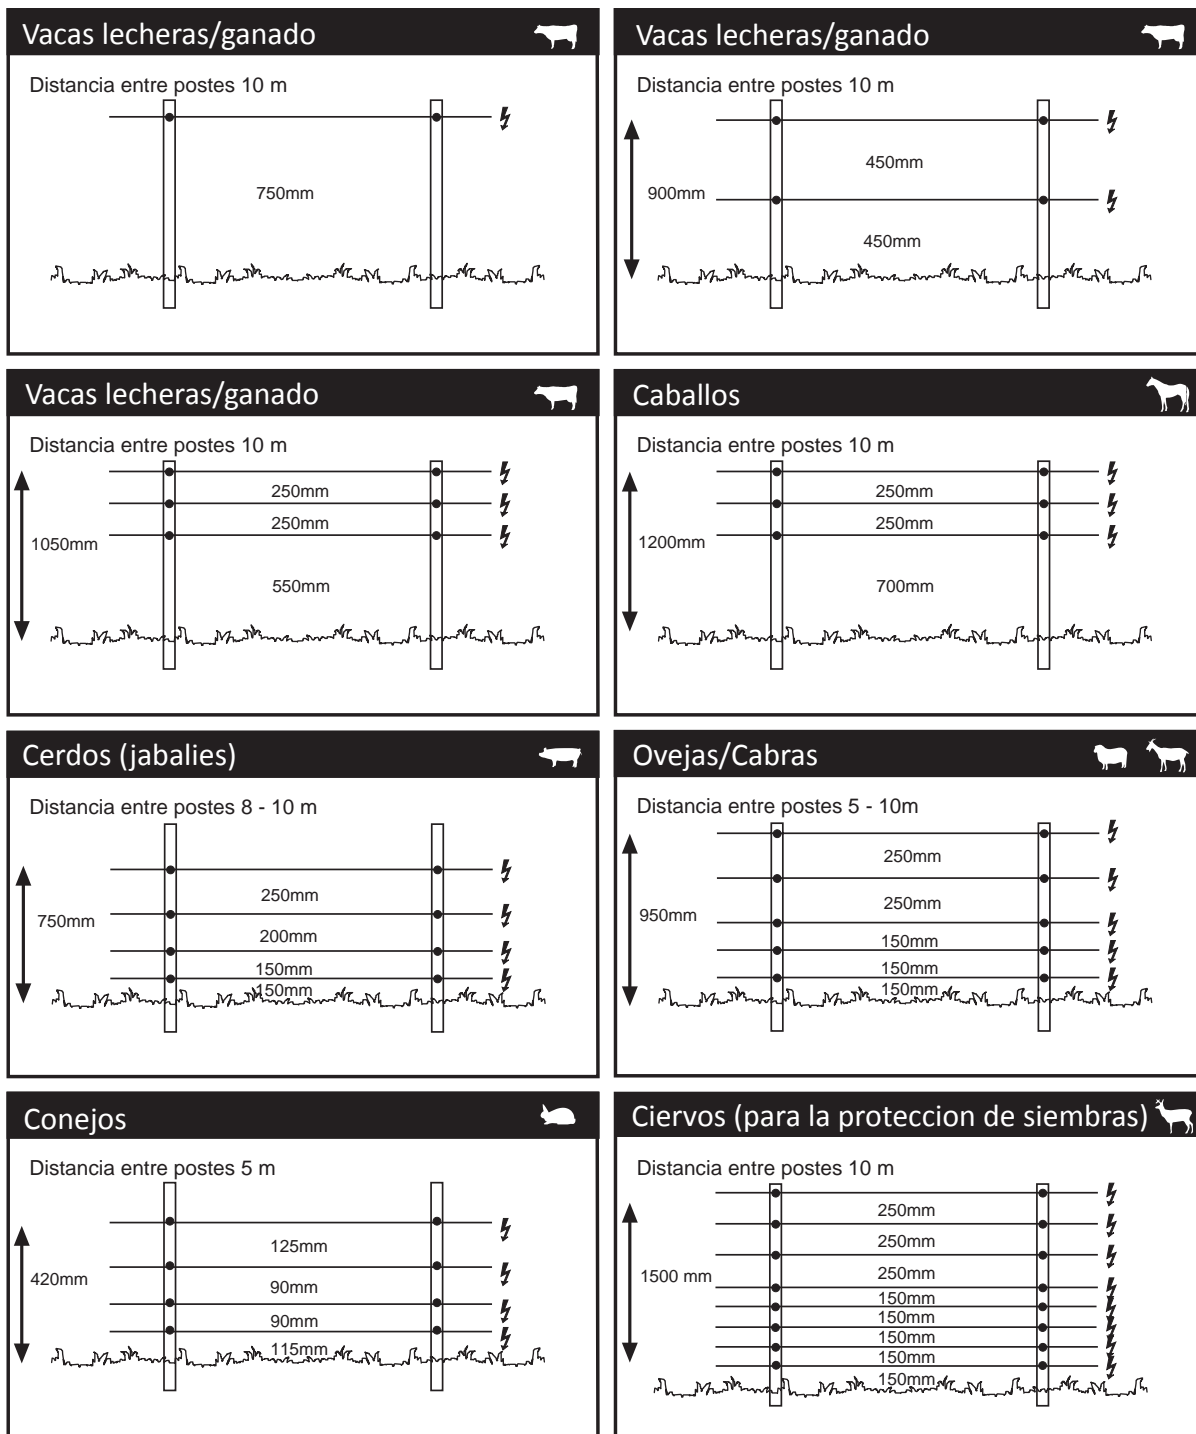 Vacas lecheras/ganado
Distancia entre postes 10 m
750mm
Vacas lecheras/ganado
Distancia entre postes 10 m
450mm
900mm
450mm
Vacas lecheras/ganado
Distancia entre postes 10 m
250mm
250mm
1050mm
550mm
Caballos
Distancia entre postes 10 m
250mm
250mm
1200mm
700mm
Cerdos (jabalies)
Distancia entre postes 8 - 10 m
250mm
750mm
200mm
150mm
150mm
Ovejas/Cabras
Distancia entre postes 5 - 10m
250mm
250mm
950mm
150mm
150mm
150mm
Conejos
Distancia entre postes 5 m
125mm
420mm
90mm
90mm
115mm
Ciervos (para la proteccion de siembras)
Distancia entre postes 10 m
250mm
250mm
250mm
1500 mm
150mm
150mm
150mm
150mm
150mm